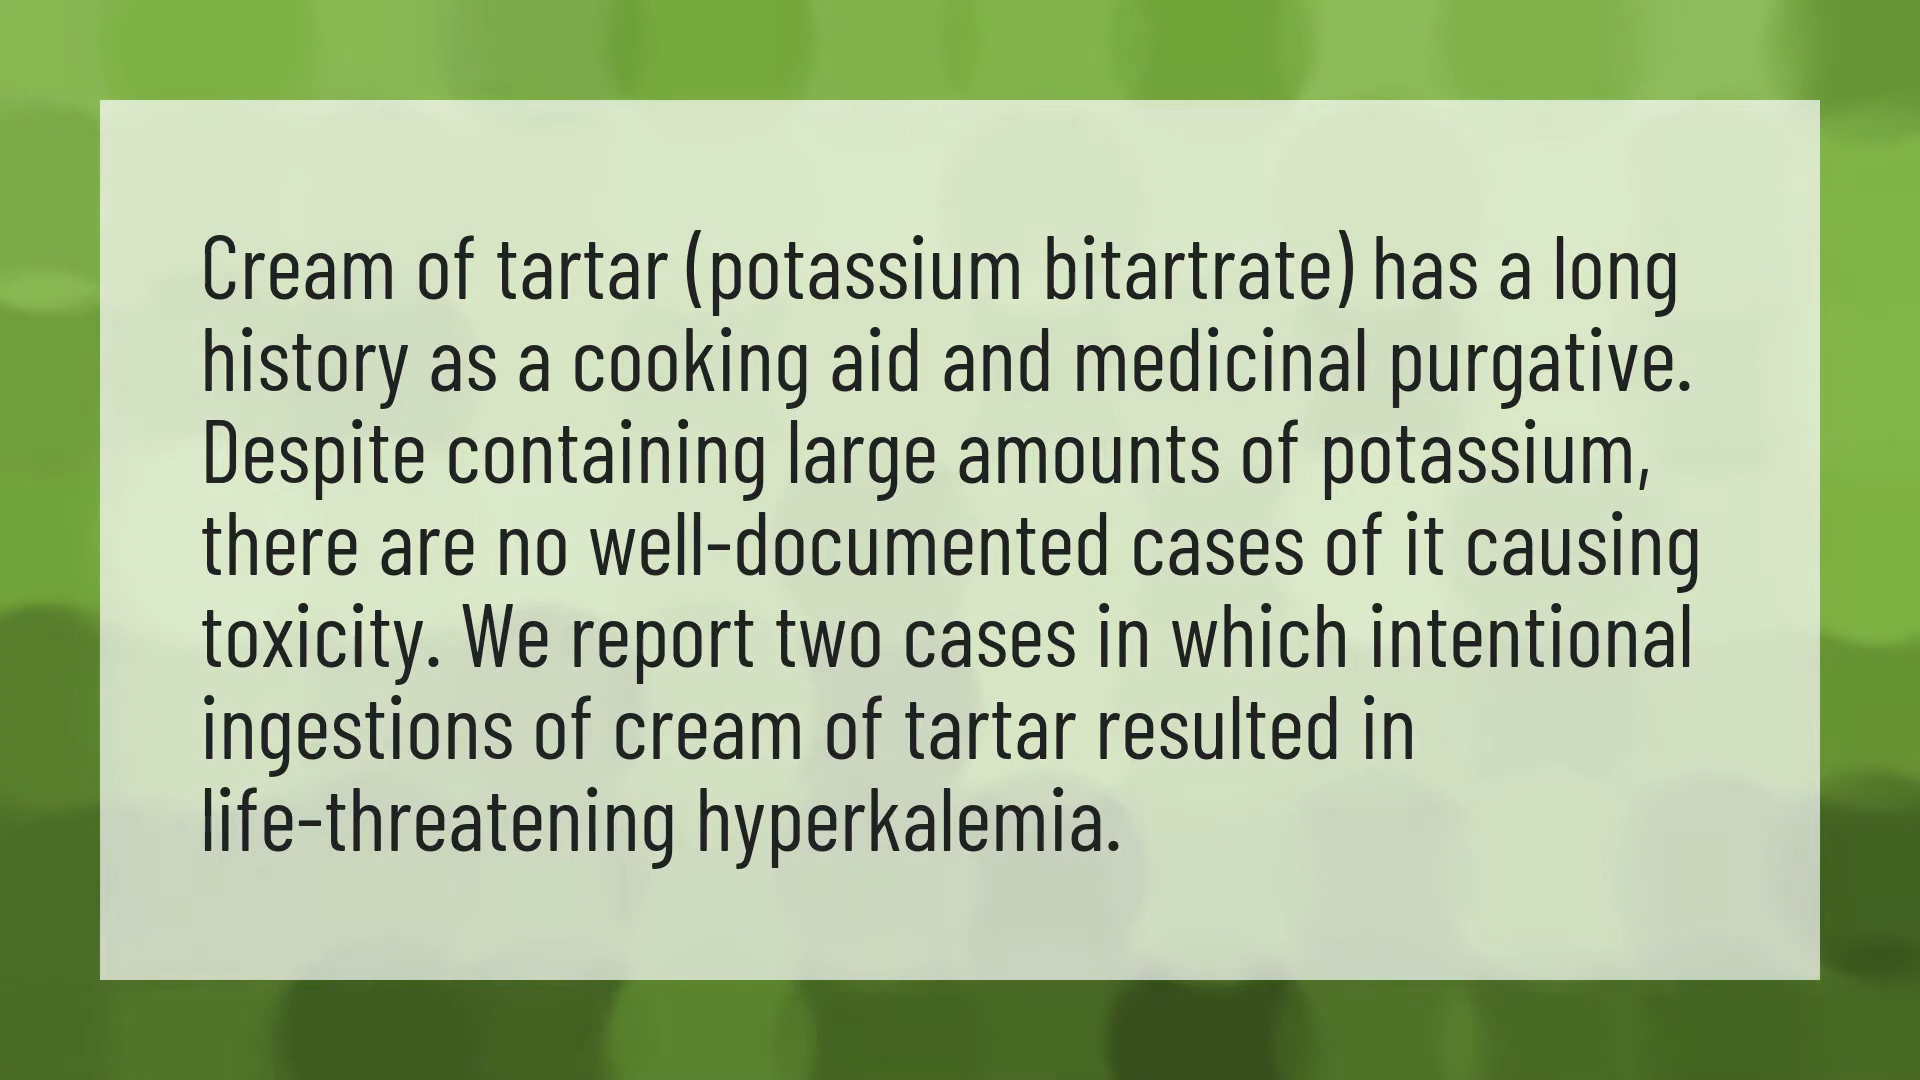 Cream of tartar (potassium bitartrate) has a long
history as a cooking aid and medicinal purgative.
Despite containing large amounts of potassium,
there are no well-documented cases of it causing
toxicity. We report two cases in which intentional
ingestions of cream of tartar resulted in
life-threatening hyperkalemia.